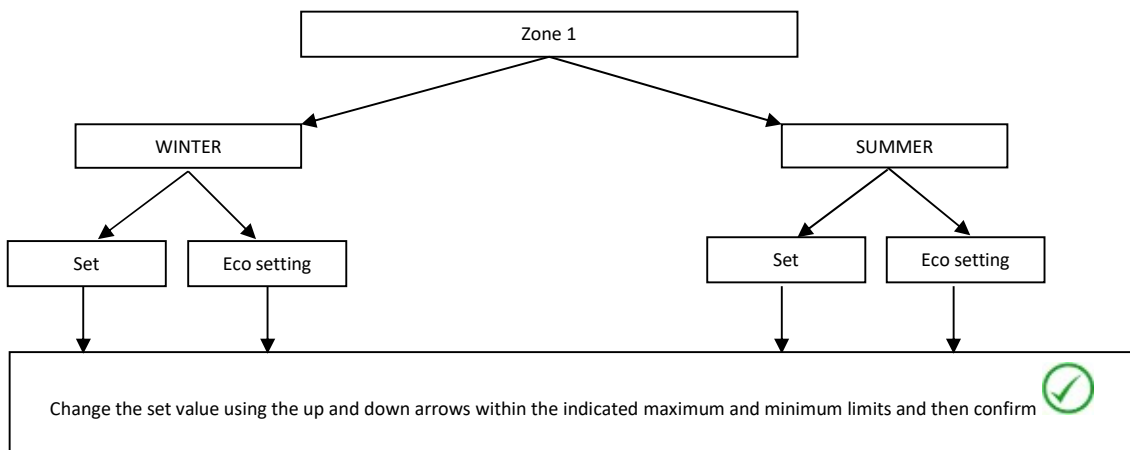 Zone 1
WINTER
SUMMER
Set
Eco setting
Set
Eco setting
Change the set value using the up and down arrows within the indicated maximum and minimum limits and then confirm